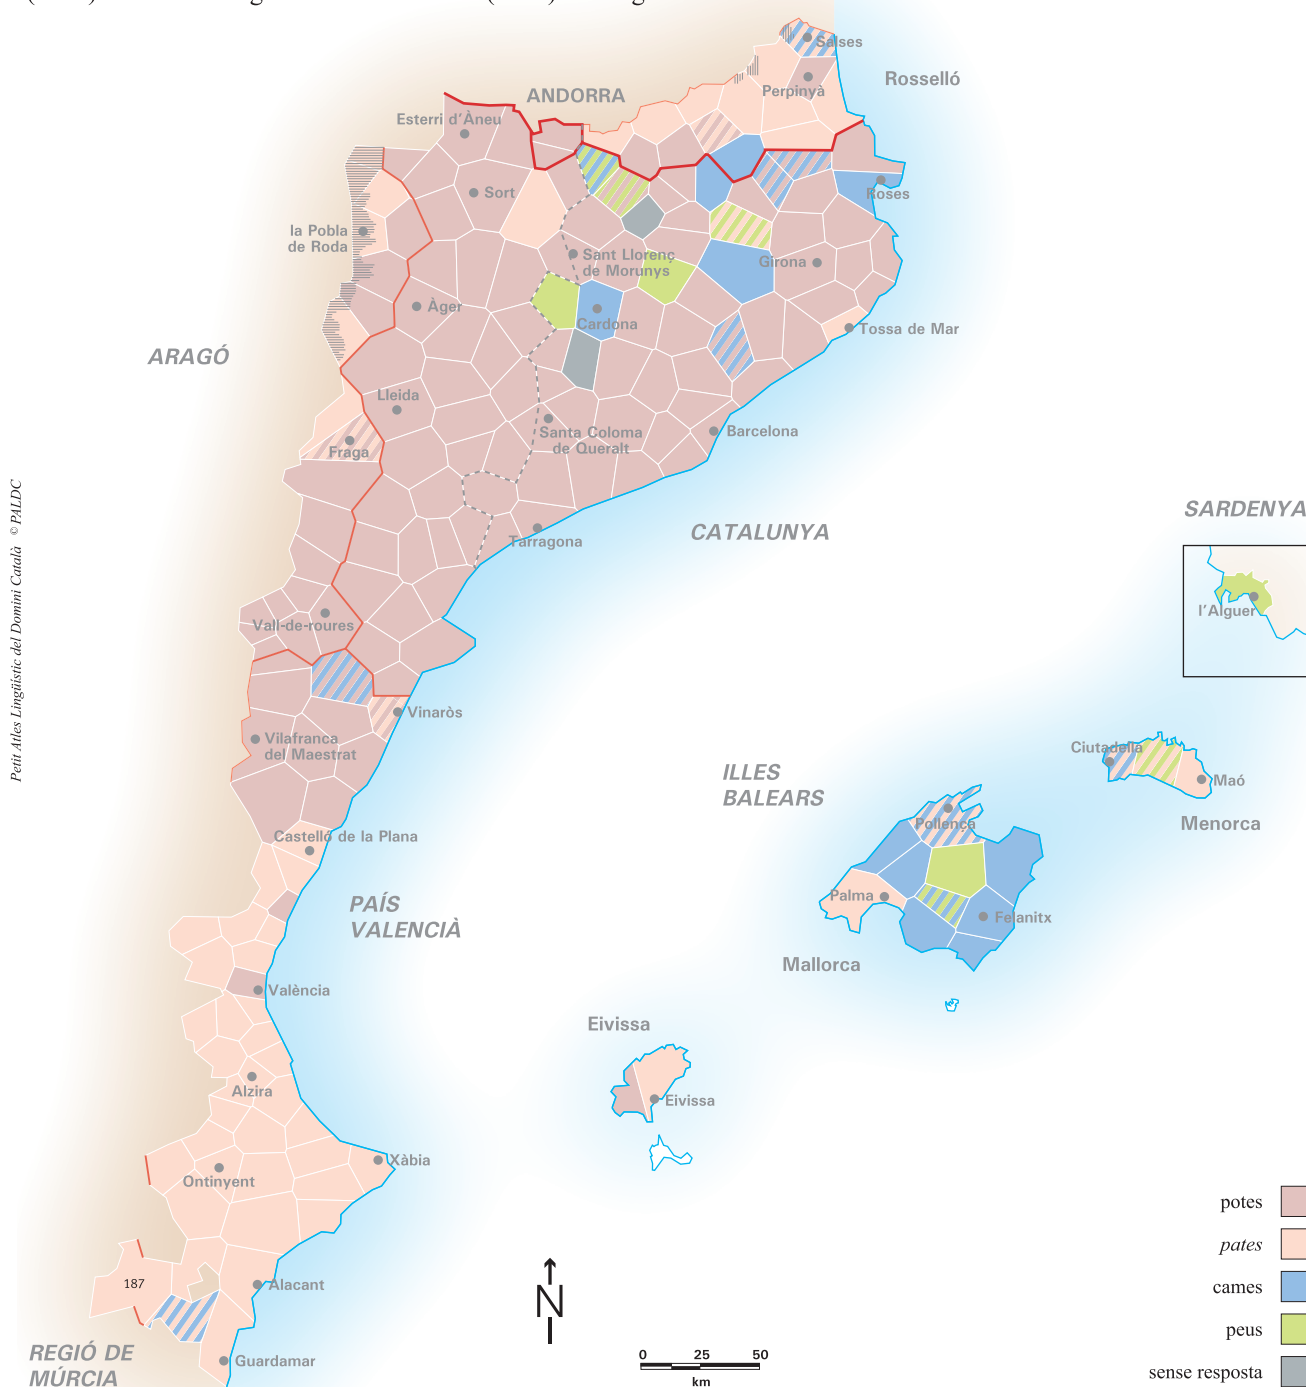 Salses
Rosselló
ANDORRA
Perpinyà
Esterri d'Àneu
Sort
Roses
la Pobla
de Roda
Sant Llorenç
de Morunys
Girona
Àger
Cardona
Tossa de Mar
ARAGÓ
Lleida
Santa Coloma
de Queralt
Barcelona
Fraga
Petit Atles Lingüístic del Domini Català © PALDC
SARDENYA
CATALUNYA
Tarragona
l'Alguer
Vall-de-roures
Vinaròs
Vilafranca
del Maestrat
Ciutadella
ILLES
BALEARS
Maó
Pollença
Menorca
Castelló de la Plana
PAÍS
VALENCIÀ
Palma
Felanitx
Mallorca
València
Eivissa
Alzira
Eivissa
Xàbia
Ontinyent
potes
pates
187
Alacant
cames
N
peus
REGIÓ DE
MÚRCIA
Guardamar
0 25 50
km
sense resposta